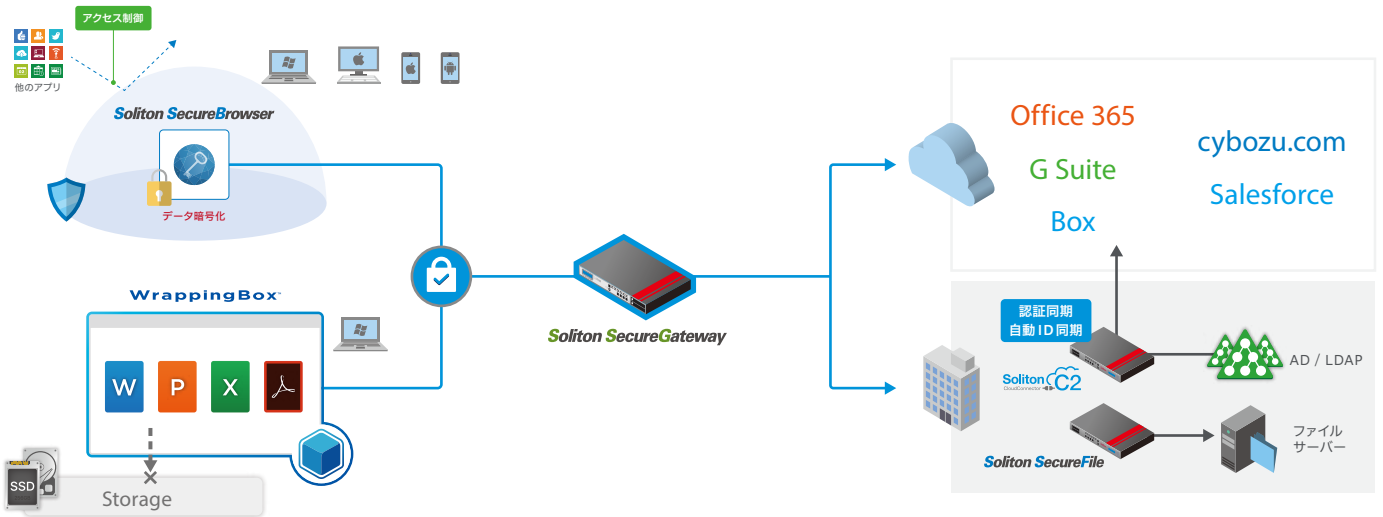 アクセス制御
他のアプリ
Soliton SecureBrowser
データ暗号化
WrappingBox™
W
P
X
SSD
Storage
Soliton SecureGateway
Office 365
G Suite
Box
cybozu.com
Salesforce
認証同期
自動ID同期
Soliton C2
CloudConnector
AD / LDAP
Soliton SecureFile
ファイル
サーバー